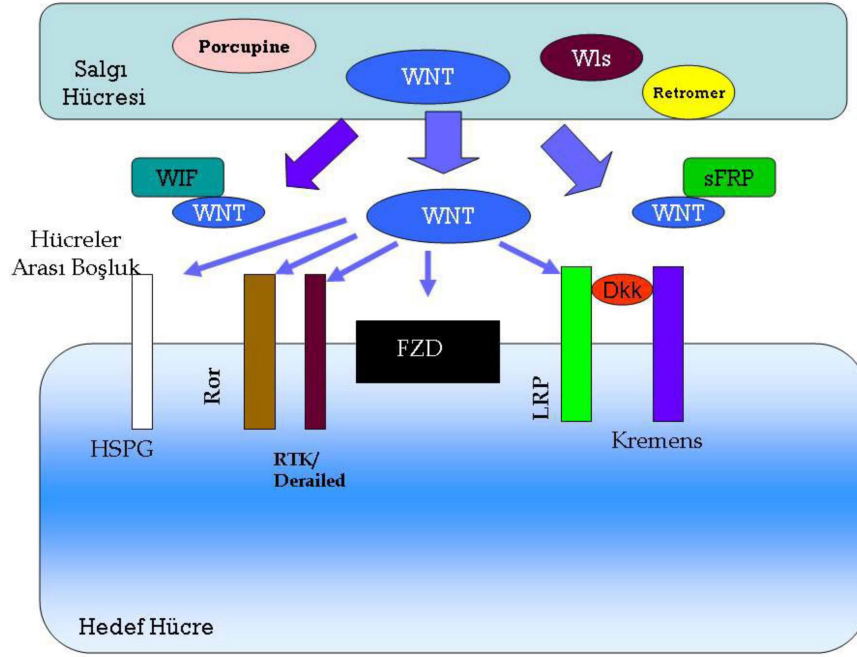 Porcupine
Wls
Salgı
Hücresi
WNT
Retromer
WIF
sFRP
WNT
WNT
WNT
Hücreler
Arası Boşluk
Dkk
FZD
Ror
LRP
HSPG
Kremens
RTK/
Derailed
Hedef Hücre